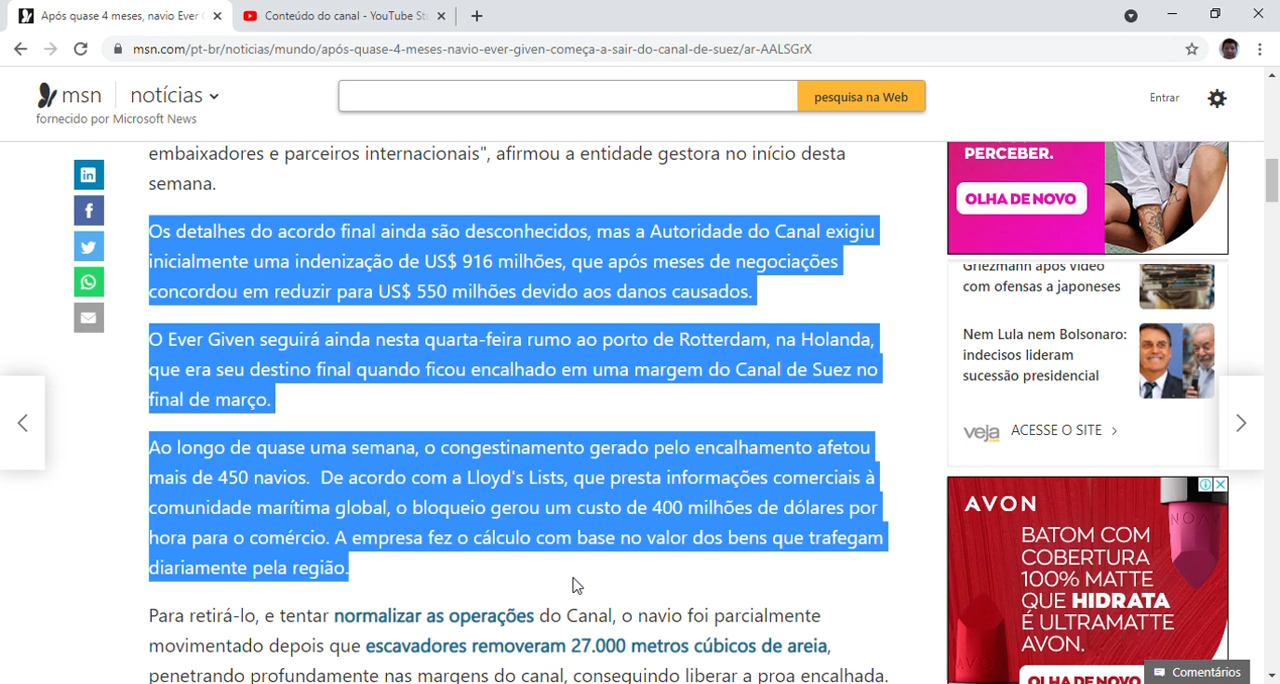 Após quase 4 meses, navio Ever G
Conteúdo do canal - YouTube Stu
msn.com/pt-br/noticias/mundo/após-quase-4-meses-navio-ever-given-começa-a-sair-do-canal-de-suez/ar-AALSGrX
msn
notícias
pesquisa na Web
Entrar
fornecido por Microsoft News
embaixadores e parceiros internacionais", afirmou a entidade gestora no início desta
semana.
Os detalhes do acordo final ainda são desconhecidos, mas a Autoridade do Canal exigiu
inicialmente uma indenização de US$ 916 milhões, que após meses de negociações
concordou em reduzir para US$ 550 milhões devido aos danos causados.
O Ever Given seguirá ainda nesta quarta-feira rumo ao porto de Rotterdam, na Holanda,
que era seu destino final quando ficou encalhado em uma margem do Canal de Suez no
final de março.
Ao longo de quase uma semana, o congestinamento gerado pelo encalhamento afetou
mais de 450 navios.  De acordo com a Lloyd's Lists, que presta informações comerciais à
comunidade marítima global, o bloqueio gerou um custo de 400 milhões de dólares por
hora para o comércio. A empresa fez o cálculo com base no valor dos bens que trafegam
diariamente pela região.
Para retirá-lo, e tentar normalizar as operações do Canal, o navio foi parcialmente
movimentado depois que escavadores removeram 27.000 metros cúbicos de areia,
penetrando profundamente nas margens do canal, conseguindo liberar a proa encalhada.
PERCEBER.
OLHA DE NOVO
Griezmann após vídeo
com ofensas a japoneses
Nem Lula nem Bolsonaro:
indecisos lideram
sucessão presidencial
veja
ACESSE O SITE
AVON
BATOM COM
COBERTURA
100% MATTE
QUE HIDRATA
É ULTRAMATTE
AVON.
OLHA DE NOVO
Comentários